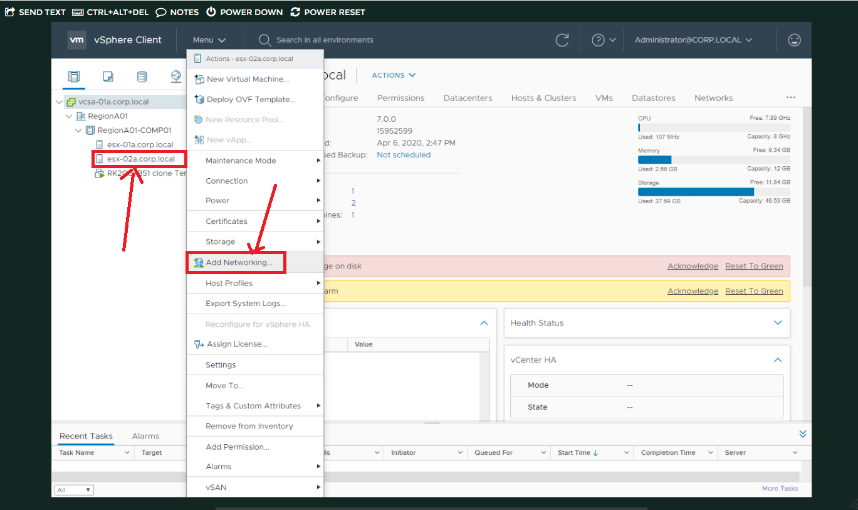 SEND TEXT CTRL+ALT+DEL NOTES POWER DOWN POWER RESET
vm vSphere Client Menu Search in all environments Administrator@CORP.LOCAL
Actions - esx-02a.corp.local
New Virtual Machine...
Deploy OVF Template...
New Resource Pool...
New vApp...
Maintenance Mode
Connection
Power
Certificates
Storage
Add Networking...
Host Profiles
Export System Logs...
Reconfigure for vSphere HA
Assign License...
Settings
Move To...
Tags & Custom Attributes
Remove from Inventory
Add Permission...
Alarms
vSAN
vcsa-01a.corp.local
RegionA01
RegionA01-COMP01
esx-01a.corp.local
esx-02a.corp.local
clone Ter
ocal ACTIONS
onfigure Permissions Datacenters Hosts & Clusters VMs Datastores Networks
7.0.0
15952599
d: Apr 6, 2020, 2:47 PM
sed Backup: Not scheduled
1
2
ines: 1
CPU Free: 7.89 GHz
Used: 107 MHz Capacity: 8 GHz
Memory Free: 9.34 GB
Used: 2.66 GB Capacity: 12 GB
Storage Free: 11.84 GB
Used: 37.69 GB Capacity: 49.53 GB
ge on disk Acknowledge Reset To Green
arm Acknowledge Reset To Green
Value
Health Status
vCenter HA
Mode --
State --
Recent Tasks Alarms
Task Name Target ils Initiator Queued For Start Time Completion Time Server
All More Tasks